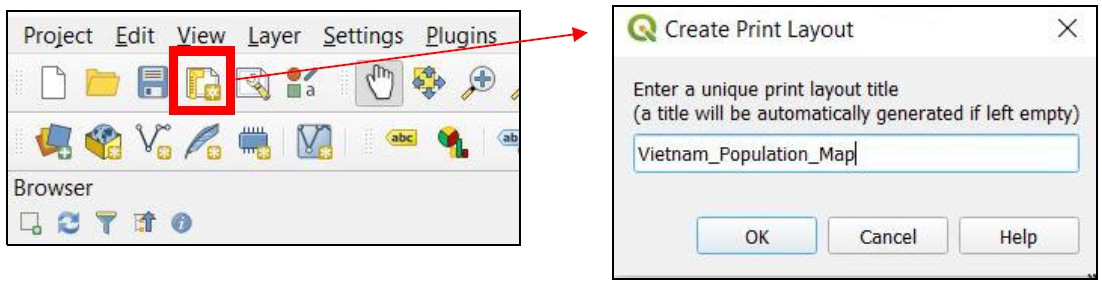 Project Edit View Layer Settings Plugins
a
abc
ab
Browser
Create Print Layout
Enter a unique print layout title
(a title will be automatically generated if left empty)
Vietnam_Population_Map
OK Cancel Help